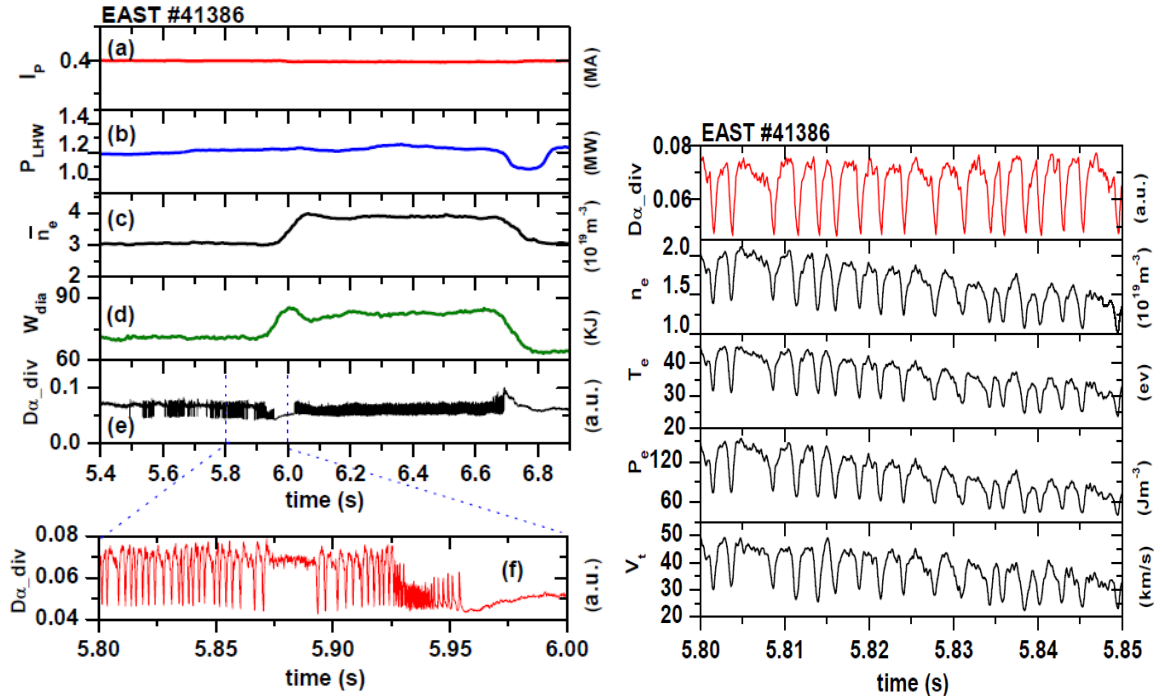 EAST #41386
(a)
0.4
I_P
(MA)
1.4
(b)
1.2
1.0
P_LHW
(MW)
(c)
4
3
2
n̅_e
(10^19 m^-3)
90
(d)
60
W_dia
(KJ)
0.1
(e)
0.0
Dα_div
(a.u.)
5.4 5.6 5.8 6.0 6.2 6.4 6.6 6.8
time (s)
0.08
0.06
0.04
Dα_div
(f)
(a.u.)
5.80 5.85 5.90 5.95 6.00
time (s)
EAST #41386
0.08
0.06
Dα_div
(a.u.)
2.0
1.5
1.0
n_e
(10^19 m^-3)
40
30
20
T_e
(ev)
120
60
P_e
(Jm^-3)
50
40
30
20
V_t
(km/s)
5.80 5.81 5.82 5.83 5.84 5.85
time (s)